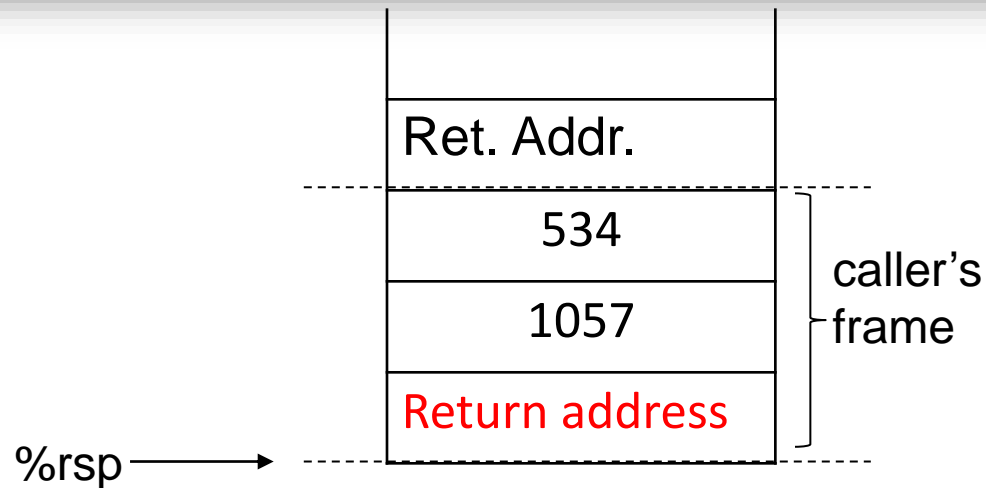 Ret. Addr.
534
1057
caller’s
frame
Return address
%rsp